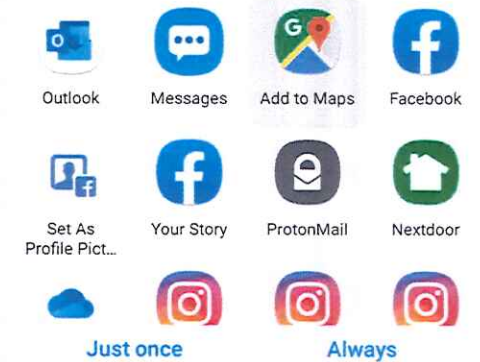 Outlook Messages Add to Maps Facebook
Set As Your Story ProtonMail Nextdoor
Profile Pict...
Just once Always